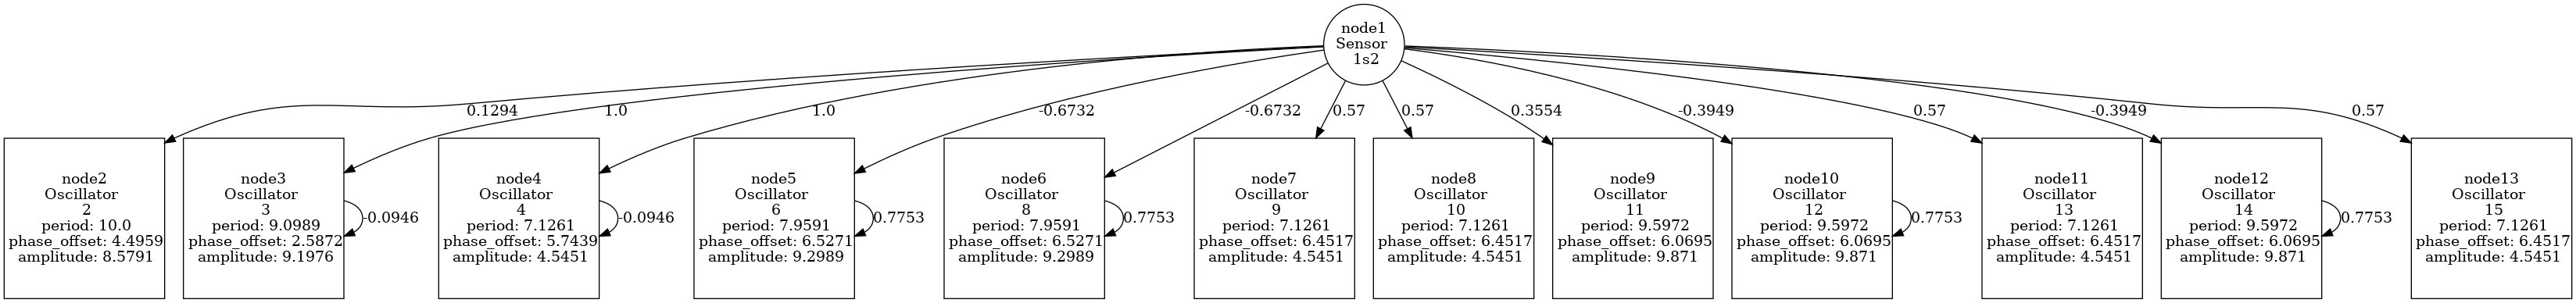 node1
Sensor
1s2
0.1294
1.0
1.0
-0.6732
-0.6732
0.57
0.57
0.3554
-0.3949
0.57
-0.3949
0.57
node2
Oscillator
2
period: 10.0
phase_offset: 4.4959
amplitude: 8.5791
node3
Oscillator
3
period: 9.0989
phase_offset: 2.5872
amplitude: 9.1976
-0.0946
node4
Oscillator
4
period: 7.1261
phase_offset: 5.7439
amplitude: 4.5451
-0.0946
node5
Oscillator
6
period: 7.9591
phase_offset: 6.5271
amplitude: 9.2989
0.7753
node6
Oscillator
8
period: 7.9591
phase_offset: 6.5271
amplitude: 9.2989
0.7753
node7
Oscillator
9
period: 7.1261
phase_offset: 6.4517
amplitude: 4.5451
node8
Oscillator
10
period: 7.1261
phase_offset: 6.4517
amplitude: 4.5451
node9
Oscillator
11
period: 9.5972
phase_offset: 6.0695
amplitude: 9.871
node10
Oscillator
12
period: 9.5972
phase_offset: 6.0695
amplitude: 9.871
0.7753
node11
Oscillator
13
period: 7.1261
phase_offset: 6.4517
amplitude: 4.5451
node12
Oscillator
14
period: 9.5972
phase_offset: 6.0695
amplitude: 9.871
0.7753
node13
Oscillator
15
period: 7.1261
phase_offset: 6.4517
amplitude: 4.5451